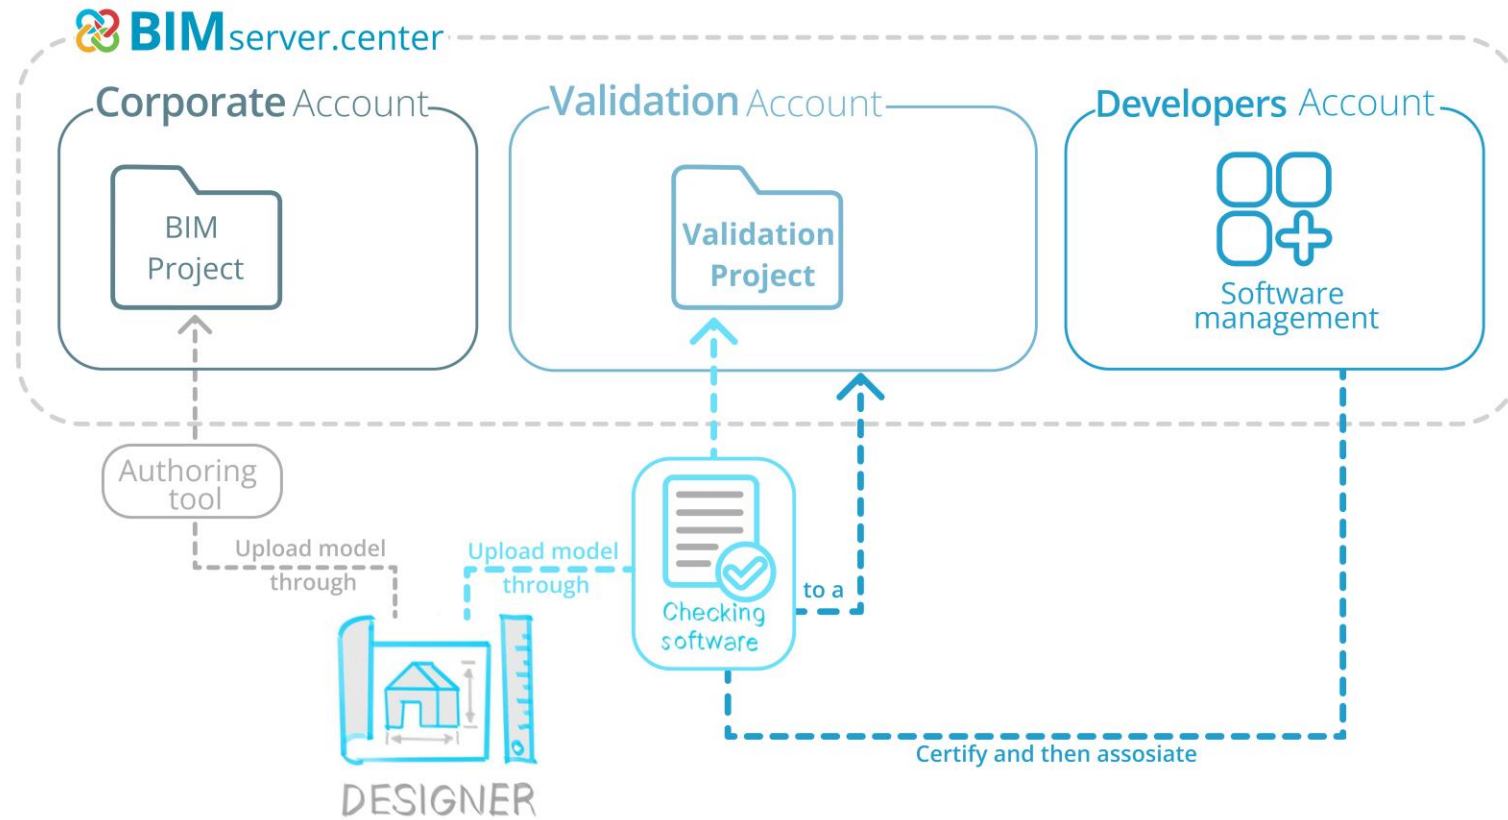 BIMserver.center
Corporate Account
Validation Account
Developers Account
BIM
Project
Validation
Project
Software
management
Authoring
tool
Upload model
through
Upload model
through
Checking
software
to a
Certify and then assosiate
DESIGNER